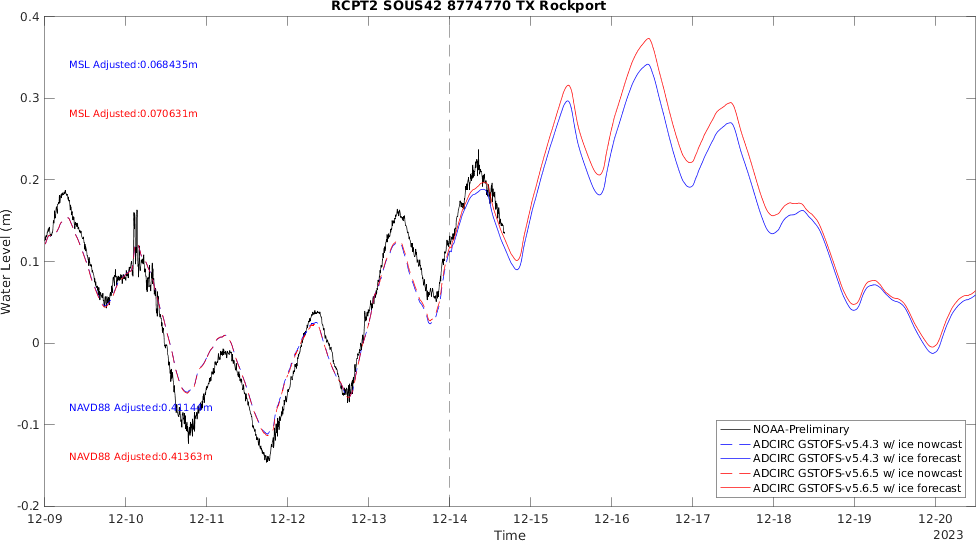 RCPT2 SOUS42 8774770 TX Rockport
Water Level (m)
0.4
0.3
0.2
0.1
0
-0.1
-0.2
MSL Adjusted:0.068435m
MSL Adjusted:0.070631m
NAVD88 Adjusted:0.41144m
NAVD88 Adjusted:0.41363m
NOAA-Preliminary
ADCIRC GSTOFS-v5.4.3 w/ ice nowcast
ADCIRC GSTOFS-v5.4.3 w/ ice forecast
ADCIRC GSTOFS-v5.6.5 w/ ice nowcast
ADCIRC GSTOFS-v5.6.5 w/ ice forecast
12-09 12-10 12-11 12-12 12-13 12-14 12-15 12-16 12-17 12-18 12-19 12-20
Time
2023